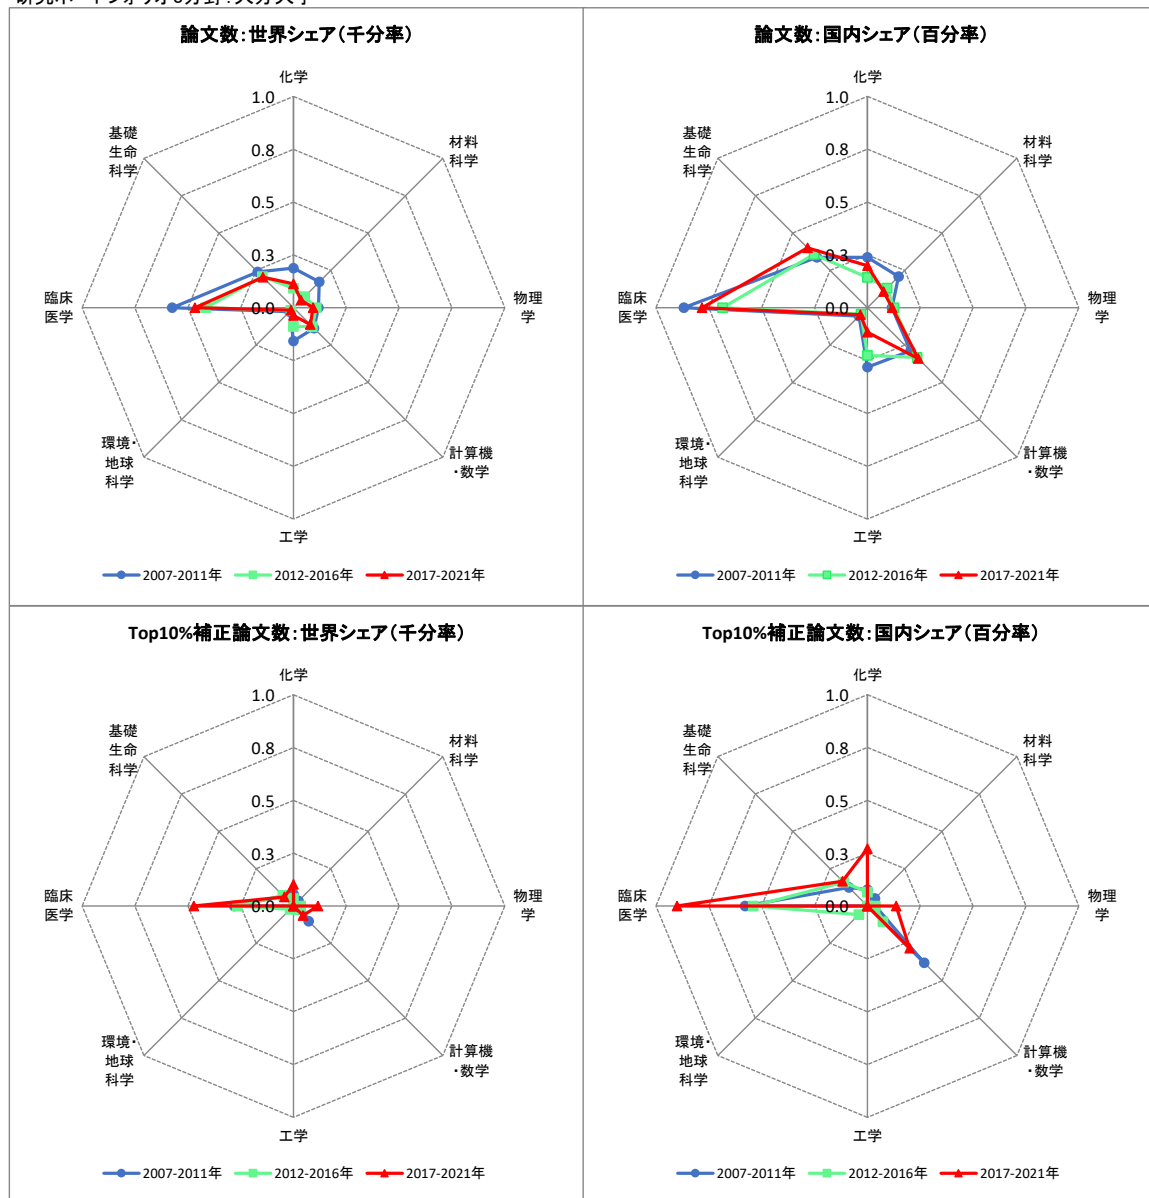 論文数：世界シェア（千分率）
化学
1.0
0.8
0.5
0.3
0.0
材料
科学
物理
学
計算機
・数学
工学
環境・
地球
科学
臨床
医学
基礎
生命
科学
2007-2011年
2012-2016年
2017-2021年
論文数：国内シェア（百分率）
化学
1.0
0.8
0.5
0.3
0.0
材料
科学
物理
学
計算機
・数学
工学
環境・
地球
科学
臨床
医学
基礎
生命
科学
2007-2011年
2012-2016年
2017-2021年
Top10%補正論文数：世界シェア（千分率）
化学
1.0
0.8
0.5
0.3
0.0
材料
科学
物理
学
計算機
・数学
工学
環境・
地球
科学
臨床
医学
基礎
生命
科学
2007-2011年
2012-2016年
2017-2021年
Top10%補正論文数：国内シェア（百分率）
化学
1.0
0.8
0.5
0.3
0.0
材料
科学
物理
学
計算機
・数学
工学
環境・
地球
科学
臨床
医学
基礎
生命
科学
2007-2011年
2012-2016年
2017-2021年